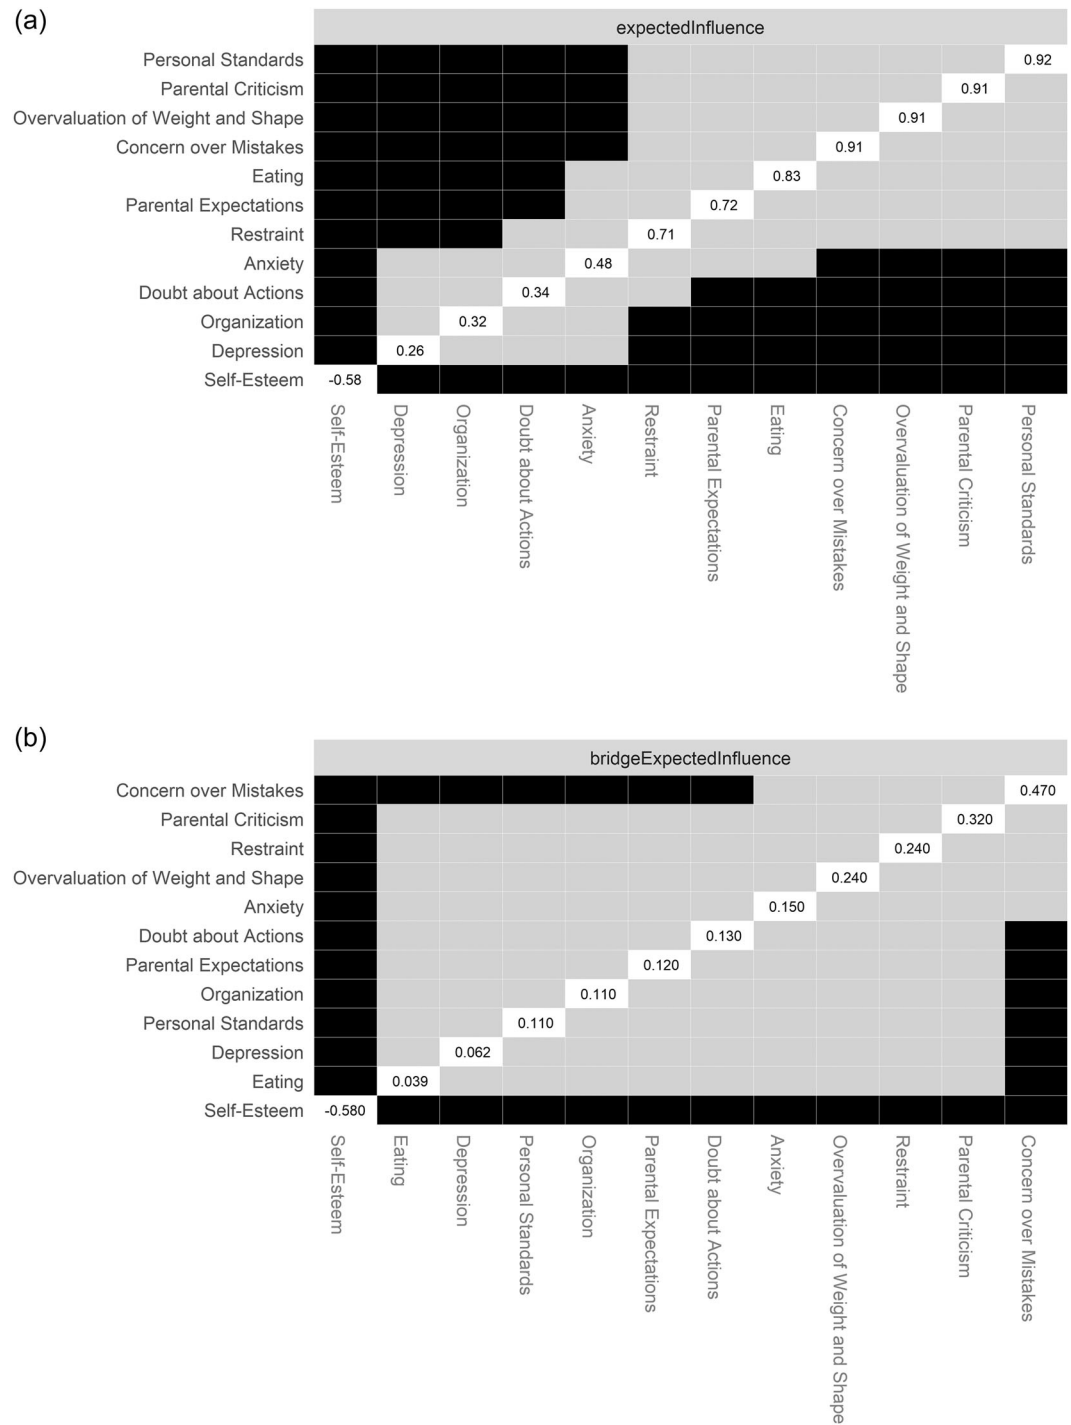 (a)
expectedInfluence
Personal Standards 0.92
Parental Criticism 0.91
Overvaluation of Weight and Shape 0.91
Concern over Mistakes 0.91
Eating 0.83
Parental Expectations 0.72
Restraint 0.71
Anxiety 0.48
Doubt about Actions 0.34
Organization 0.32
Depression 0.26
Self-Esteem -0.58
Self-Esteem
Depression
Organization
Doubt about Actions
Anxiety
Restraint
Parental Expectations
Eating
Concern over Mistakes
Overvaluation of Weight and Shape
Parental Criticism
Personal Standards
(b)
bridgeExpectedInfluence
Concern over Mistakes 0.470
Parental Criticism 0.320
Restraint 0.240
Overvaluation of Weight and Shape 0.240
Anxiety 0.150
Doubt about Actions 0.130
Parental Expectations 0.120
Organization 0.110
Personal Standards 0.110
Depression 0.062
Eating 0.039
Self-Esteem -0.580
Self-Esteem
Eating
Depression
Personal Standards
Organization
Parental Expectations
Doubt about Actions
Anxiety
Overvaluation of Weight and Shape
Restraint
Parental Criticism
Concern over Mistakes